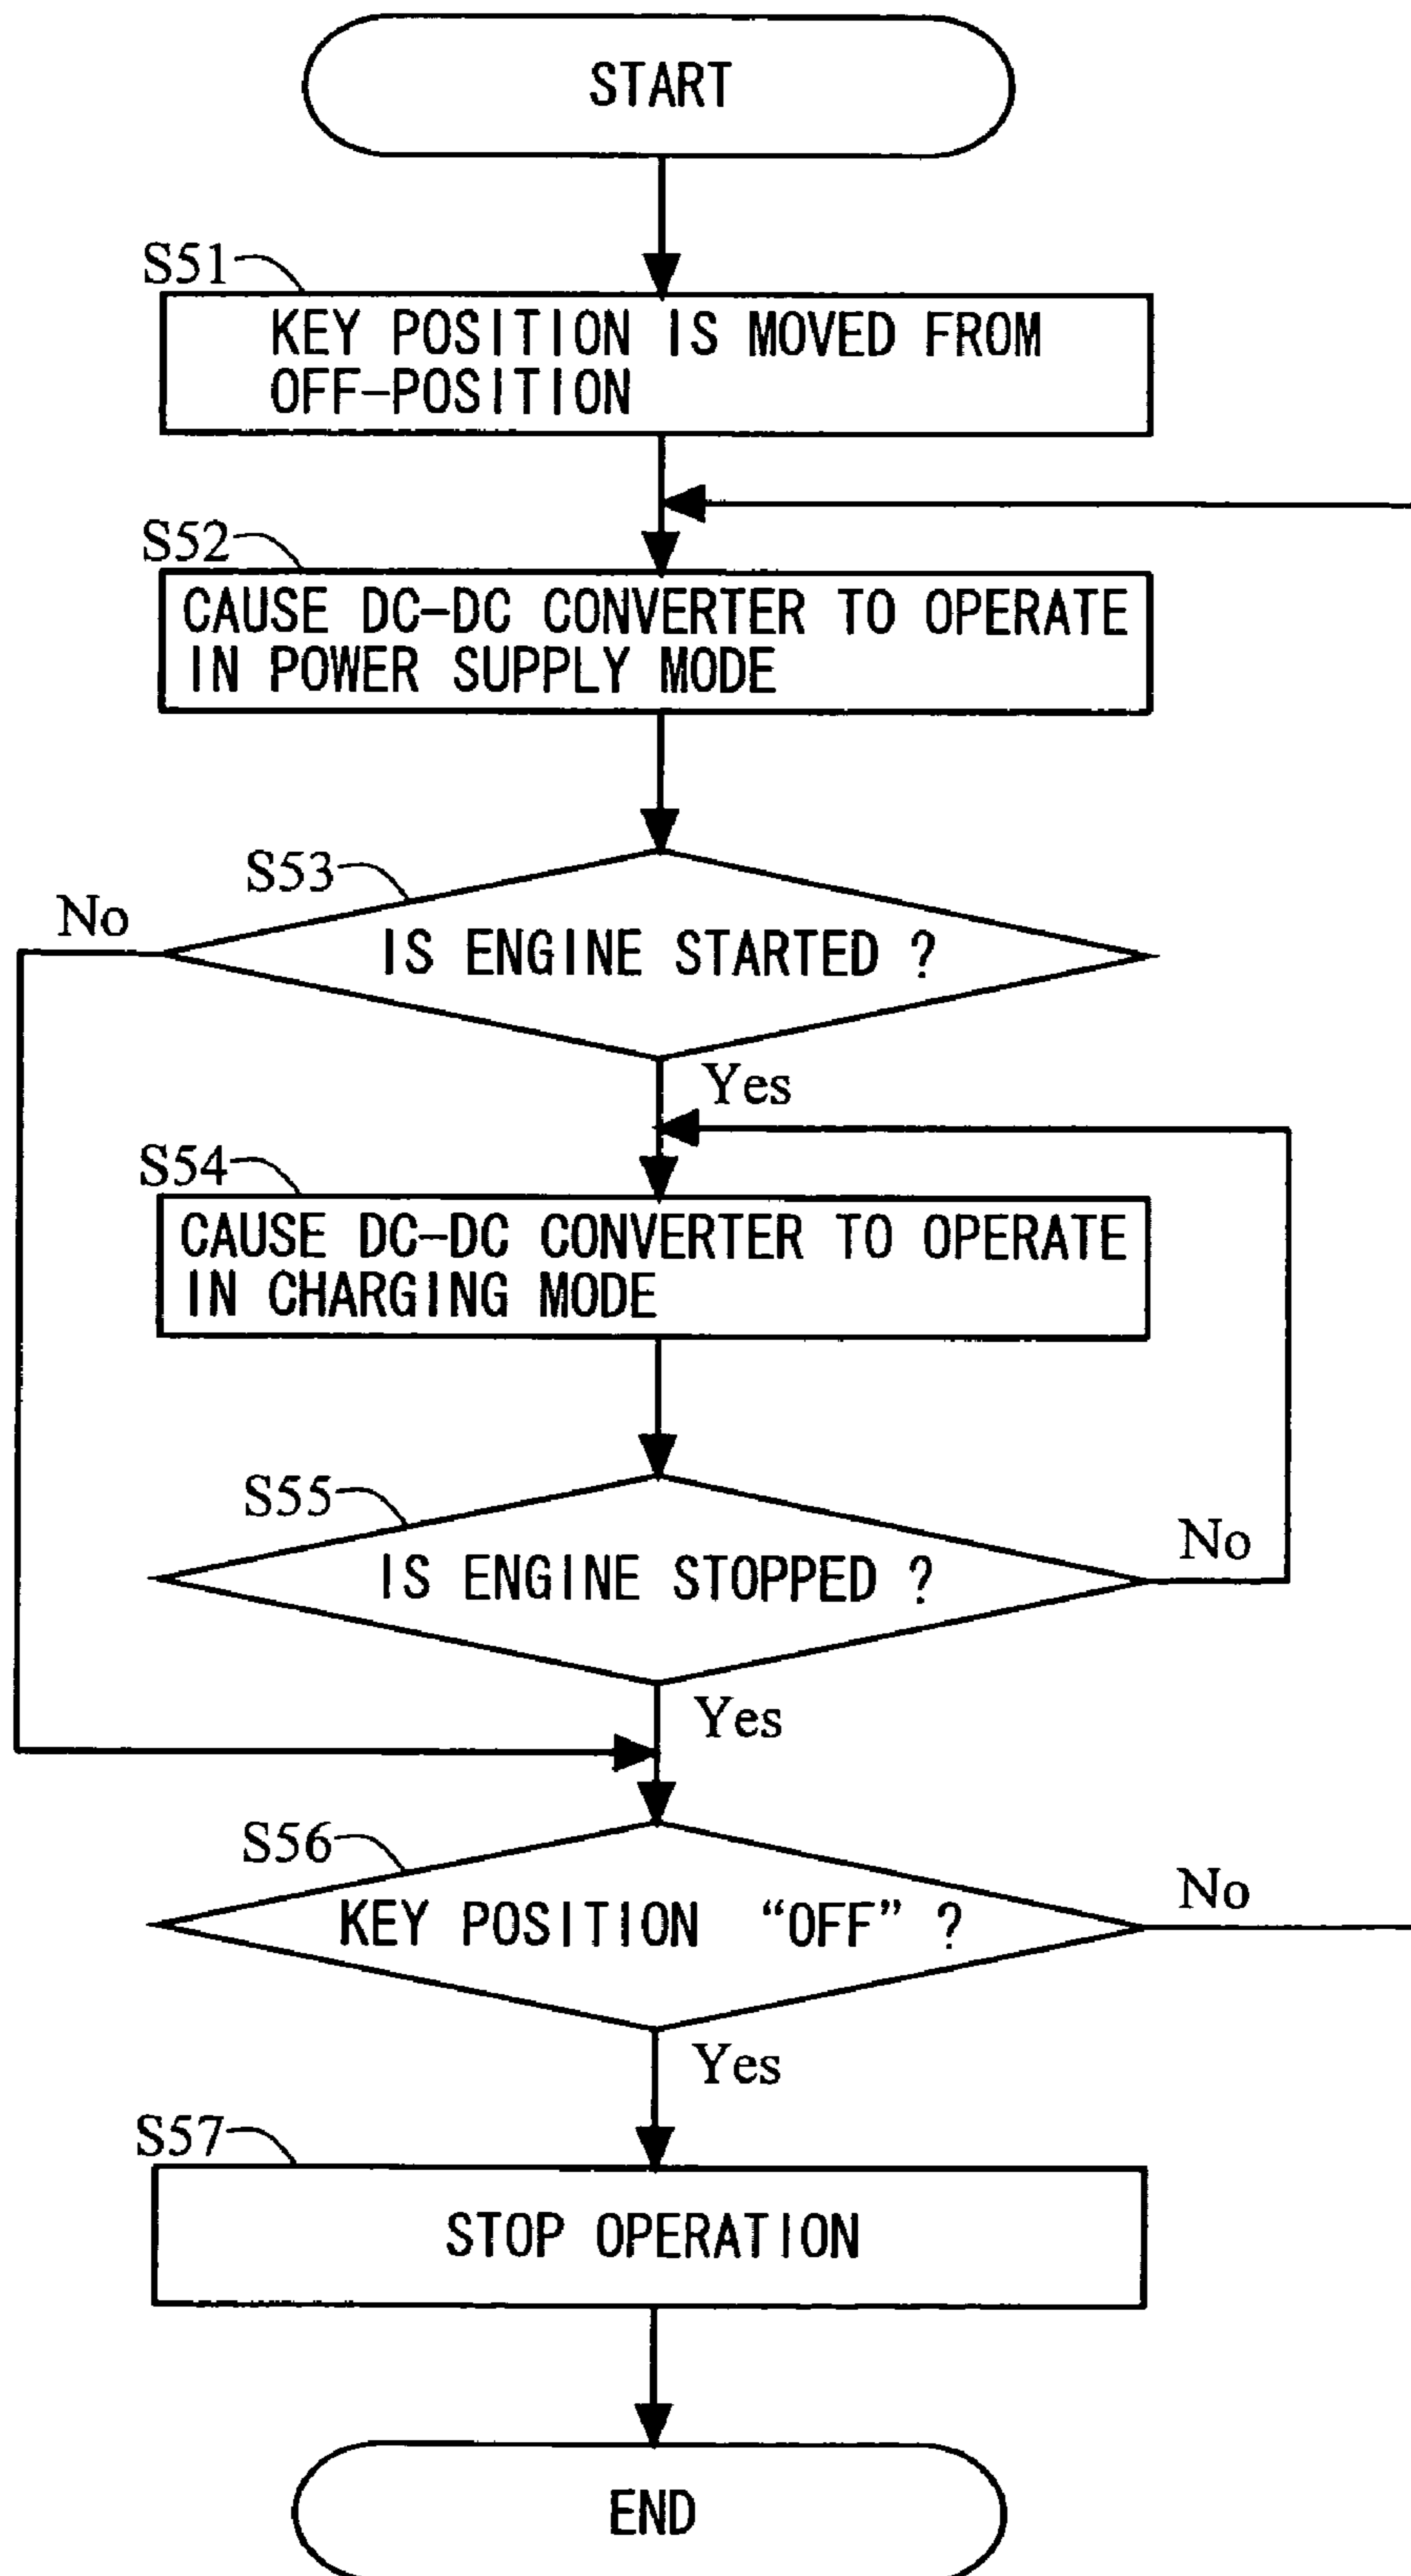 START
S51
KEY POSITION IS MOVED FROM
OFF-POSITION
S52
CAUSE DC-DC CONVERTER TO OPERATE
IN POWER SUPPLY MODE
S53
No
IS ENGINE STARTED ?
Yes
S54
CAUSE DC-DC CONVERTER TO OPERATE
IN CHARGING MODE
S55
IS ENGINE STOPPED ?
No
Yes
S56
KEY POSITION “OFF” ?
No
Yes
S57
STOP OPERATION
END